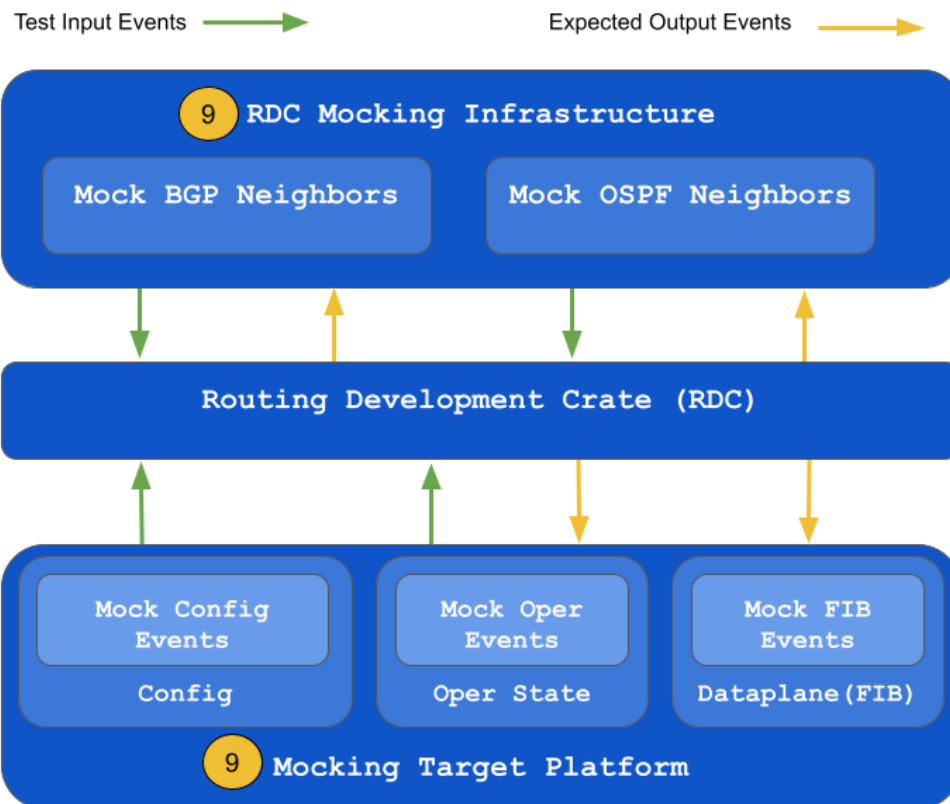 Test Input Events
Expected Output Events
9 RDC Mocking Infrastructure
Mock BGP Neighbors
Mock OSPF Neighbors
Routing Development Crate (RDC)
Mock Config
Events
Config
Mock Oper
Events
Oper State
Mock FIB
Events
Dataplane(FIB)
9 Mocking Target Platform